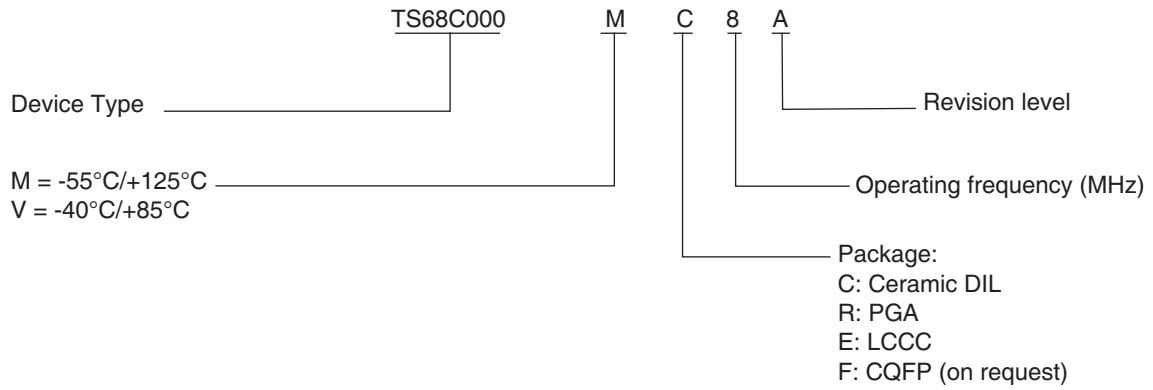 TS68C000 M C 8 A
Device Type
Revision level
M = -55°C/+125°C
Operating frequency (MHz)
V = -40°C/+85°C
Package:
C: Ceramic DIL
R: PGA
E: LCCC
F: CQFP (on request)